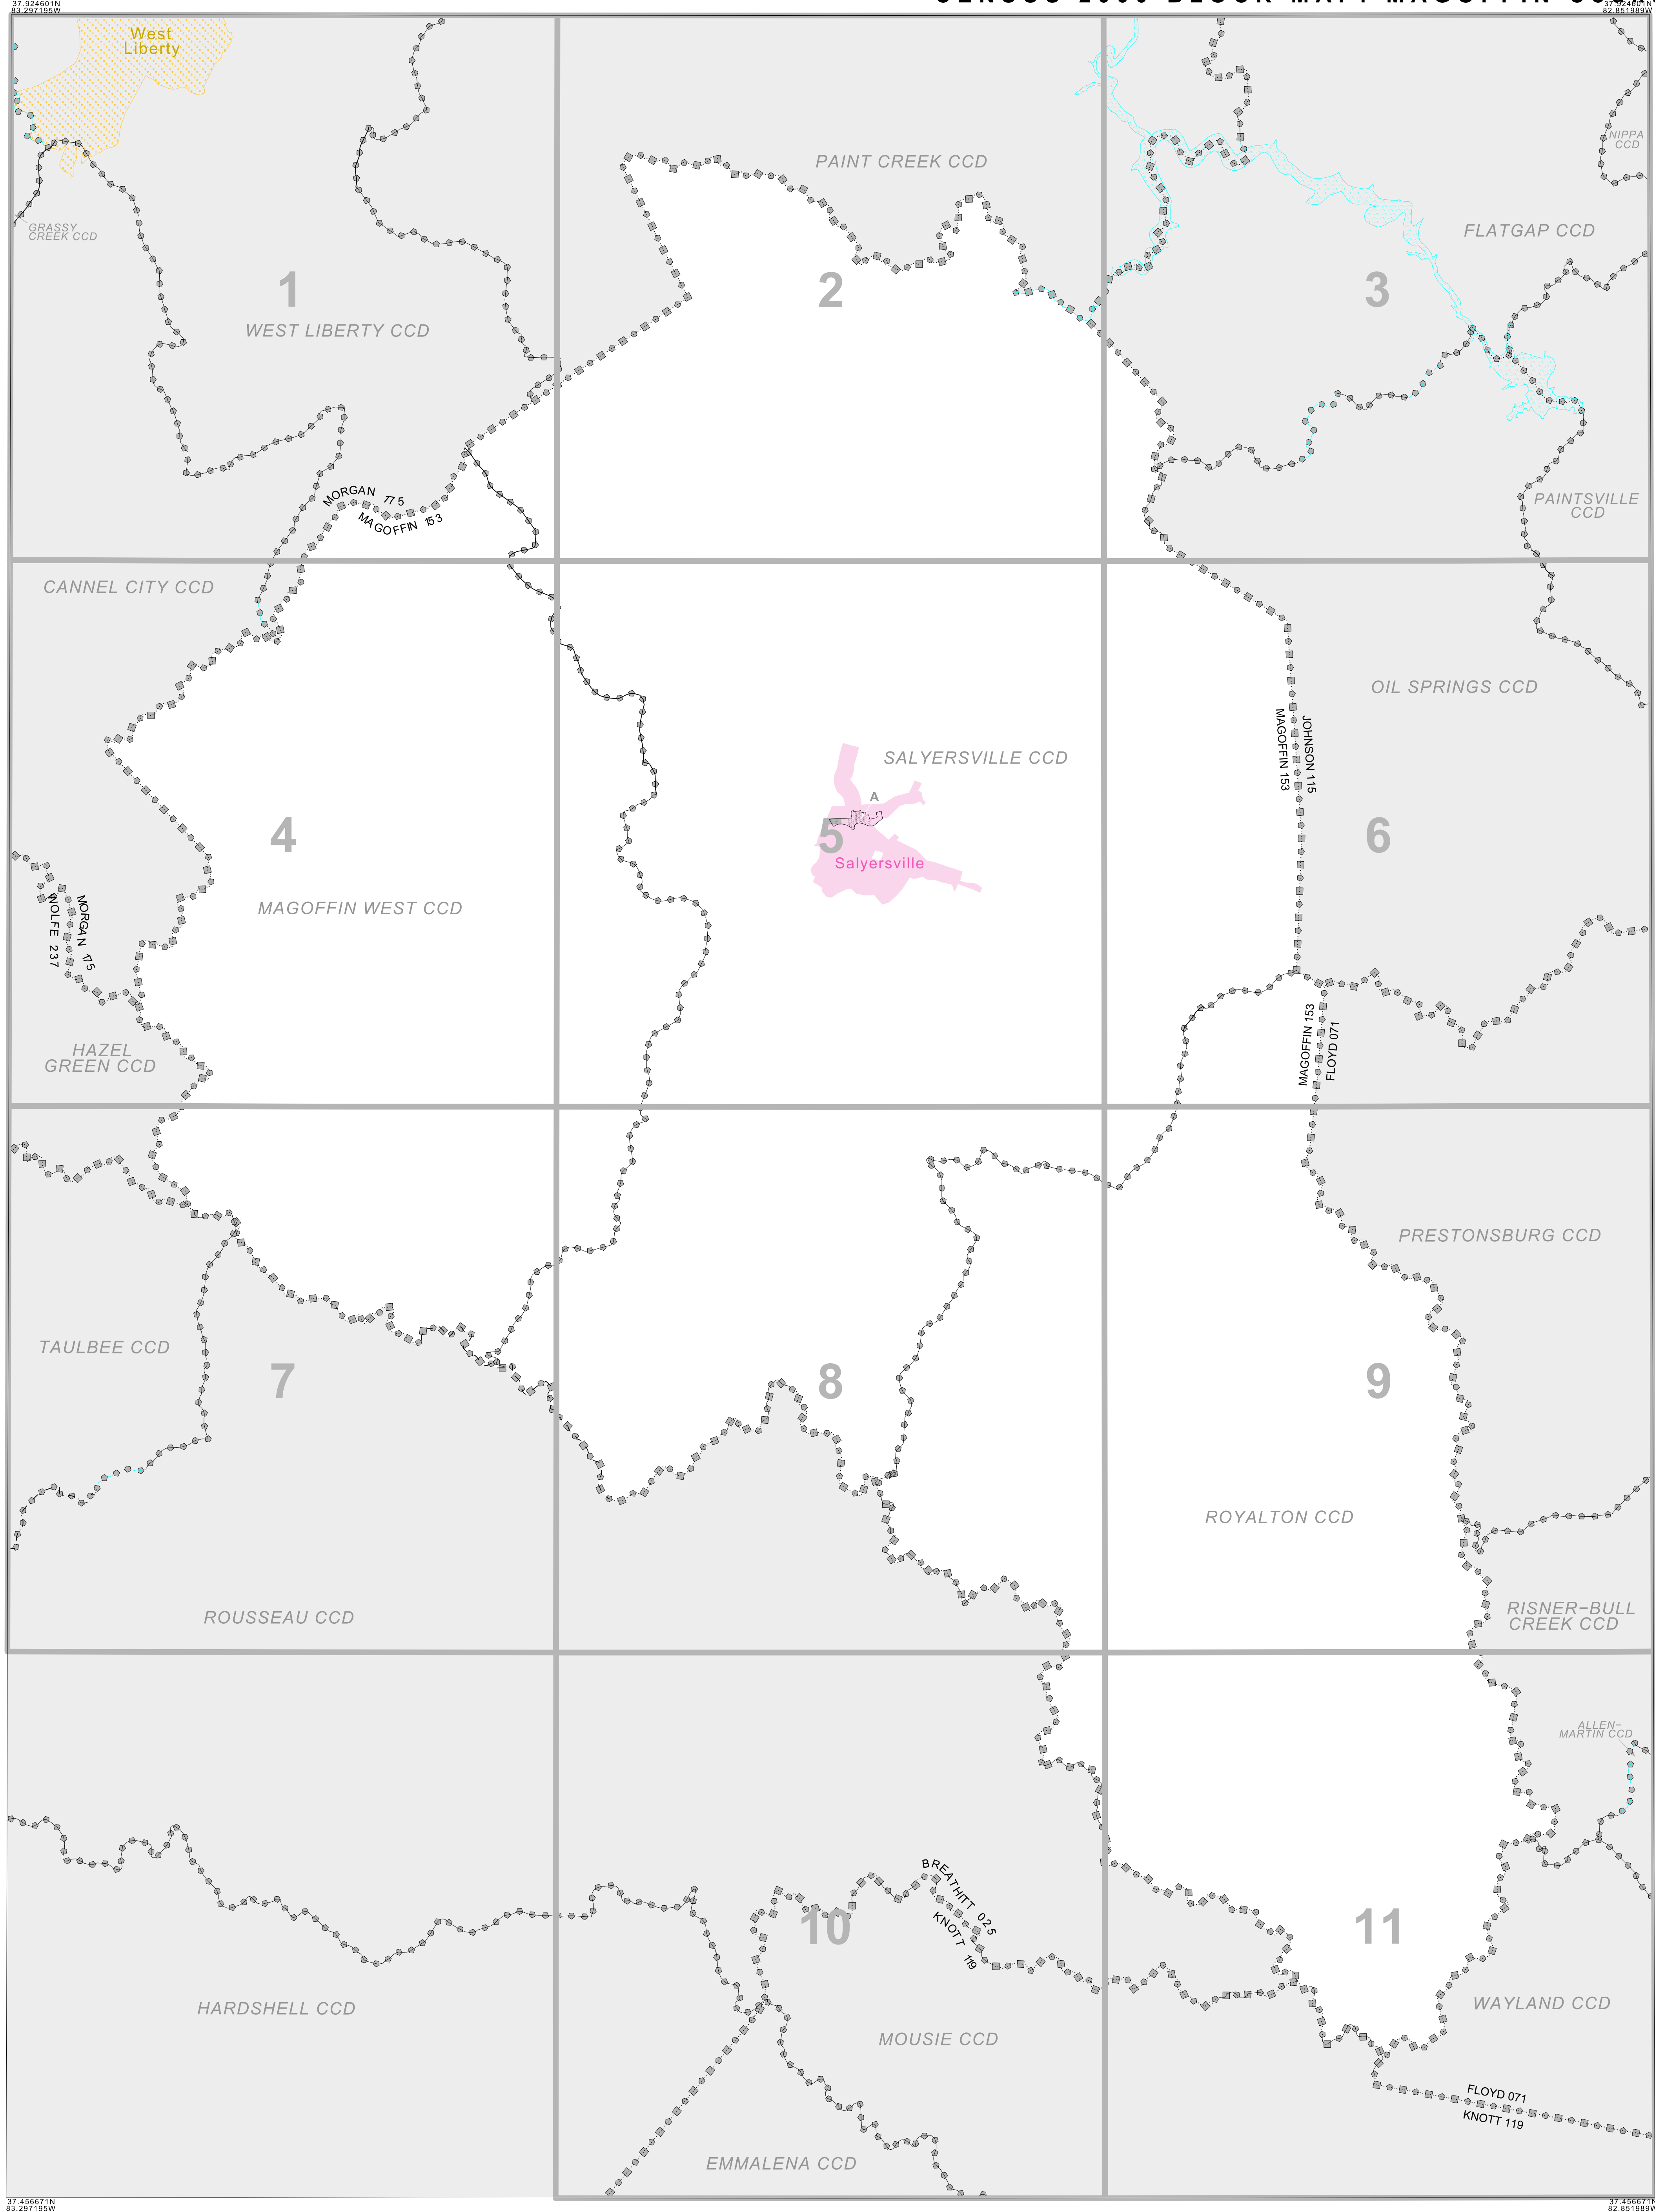 37.924601N
83.297195W
82.851989W
West
Liberty
PAINT CREEK CCD
NIPPA
CCD
GRASSY
CREEK CCD
FLATGAP CCD
1
2
3
WEST LIBERTY CCD
MORGAN 175
MAGOFFIN 153
PAINTSVILLE
CCD
CANNEL CITY CCD
OIL SPRINGS CCD
JOHNSON 115
MAGOFFIN 153
SALYERSVILLE CCD
A
4
5
6
Salyersville
MAGOFFIN WEST CCD
MORGAN 175
WOLFE 237
MAGOFFIN 153
FLOYD 071
HAZEL
GREEN CCD
PRESTONSBURG CCD
TAULBEE CCD
7
8
9
ROYALTON CCD
ROUSSEAU CCD
RISNER-BULL
CREEK CCD
ALLEN-
MARTIN CCD
BREATHITT 025
KNOTT 119
10
11
HARDSHELL CCD
WAYLAND CCD
MOUSIE CCD
FLOYD 071
KNOTT 119
EMMALENA CCD
37.456671N
83.297195W
37.456671N
82.851989W